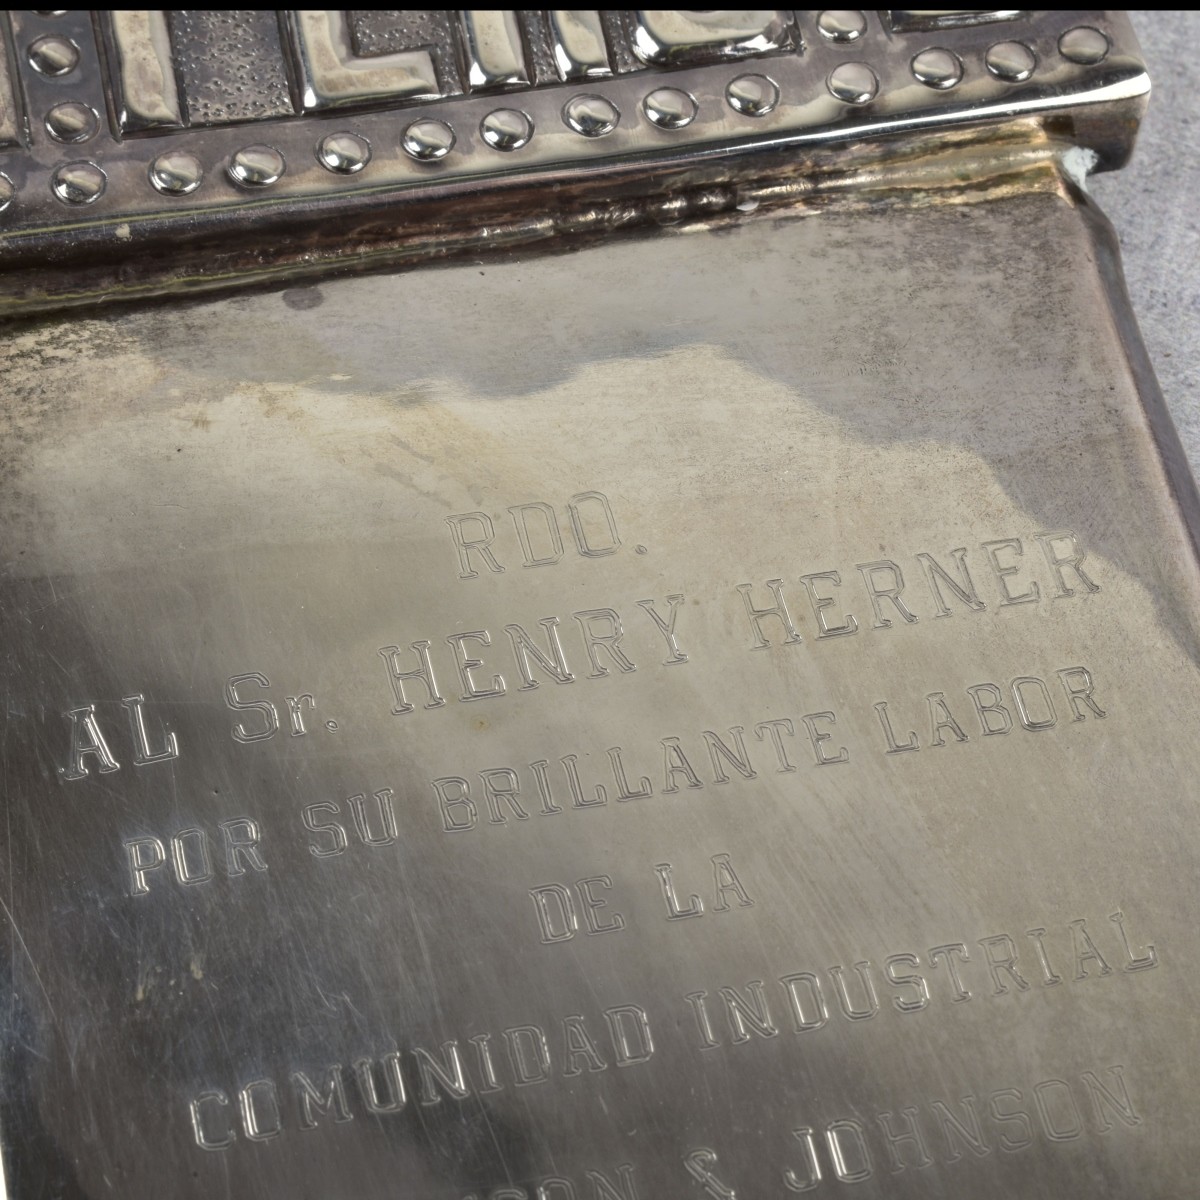 RDO.
AL Sr. HENRY HERNER
POR SU BRILLANTE LABOR
DE LA
COMUNIDAD INDUSTRIAL
& JOHNSON